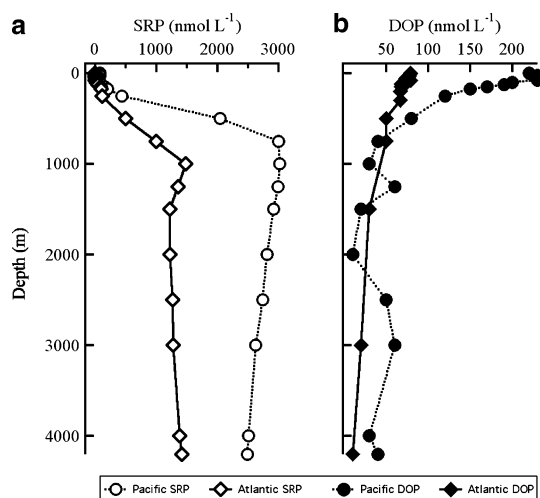 a
SRP (nmol L⁻¹)
0 1000 2000 3000
b
DOP (nmol L⁻¹)
50 100 150 200
Depth (m)
0
1000
2000
3000
4000
Pacific SRP Atlantic SRP Pacific DOP Atlantic DOP